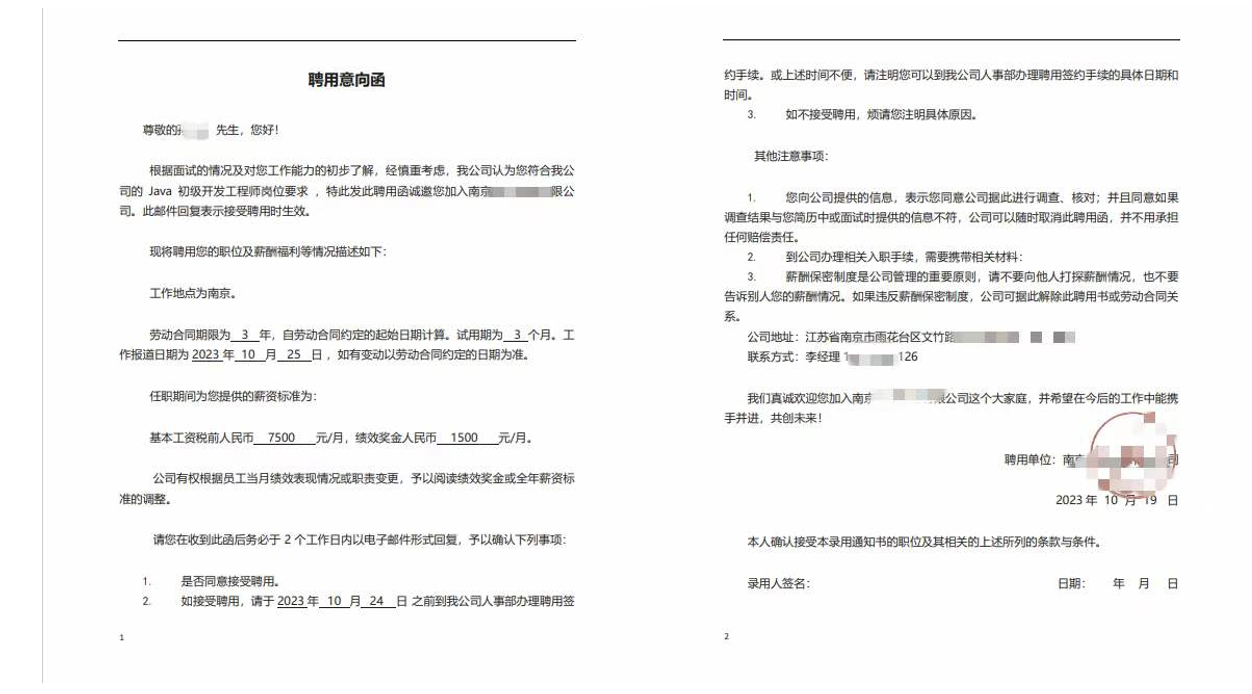 聘用意向函
尊敬的 先生，您好！
根据面试的情况及对您工作能力的初步了解，经慎重考虑，我公司认为您符合我公
司的 Java 初级开发工程师岗位要求 ，特此发此聘用函诚邀您加入南京 限公
司。此邮件回复表示接受聘用时生效。
现将聘用您的职位及薪酬福利等情况描述如下：
工作地点为南京。
劳动合同期限为 3 年，自劳动合同约定的起始日期计算。试用期为 3 个月。工
作报道日期为 2023 年 10 月 25 日 ，如有变动以劳动合同约定的日期为准。
任职期间为您提供的薪资标准为：
基本工资税前人民币 7500 元/月，绩效奖金人民币 1500 元/月。
公司有权根据员工当月绩效表现情况或职责变更，予以阅读绩效奖金或全年薪资标
准的调整。
请您在收到此函后务必于 2 个工作日内以电子邮件形式回复，予以确认下列事项：
1. 是否同意接受聘用。
2. 如接受聘用，请于 2023 年 10 月 24 日 之前到我公司人事部办理聘用签
1
约手续。或上述时间不便，请注明您可以到我公司人事部办理聘用签约手续的具体日期和
时间。
3. 如不接受聘用，烦请您注明具体原因。
其他注意事项：
1. 您向公司提供的信息，表示您同意公司据此进行调查、核对；并且同意如果
调查结果与您简历中或面试时提供的信息不符，公司可以随时取消此聘用函，并不用承担
任何赔偿责任。
2. 到公司办理相关入职手续，需要携带相关材料：
3. 薪酬保密制度是公司管理的重要原则，请不要向他人打探薪酬情况，也不要
告诉别人您的薪酬情况。如果违反薪酬保密制度，公司可据此解除此聘用书或劳动合同关
系。
公司地址：江苏省南京市雨花台区文竹路
联系方式：李经理 1 126
我们真诚欢迎您加入南京 限公司这个大家庭，并希望在今后的工作中能携
手并进，共创未来！
聘用单位：南京 司
2023 年 10 月 19 日
本人确认接受本录用通知书的职位及其相关的上述所列的条款与条件。
录用人签名： 日期： 年 月 日
2